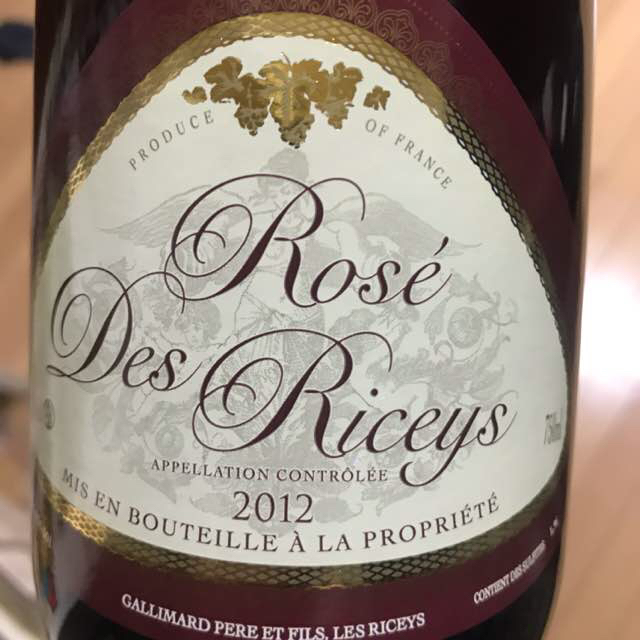 PRODUCE OF FRANCE
Rosé
Des Riceys
APPELLATION CONTRÔLÉE
2012
MIS EN BOUTEILLE À LA PROPRIÉTÉ
750ml
CONTIENT DES SULFITES
GALLIMARD PERE ET FILS, LES RICEYS